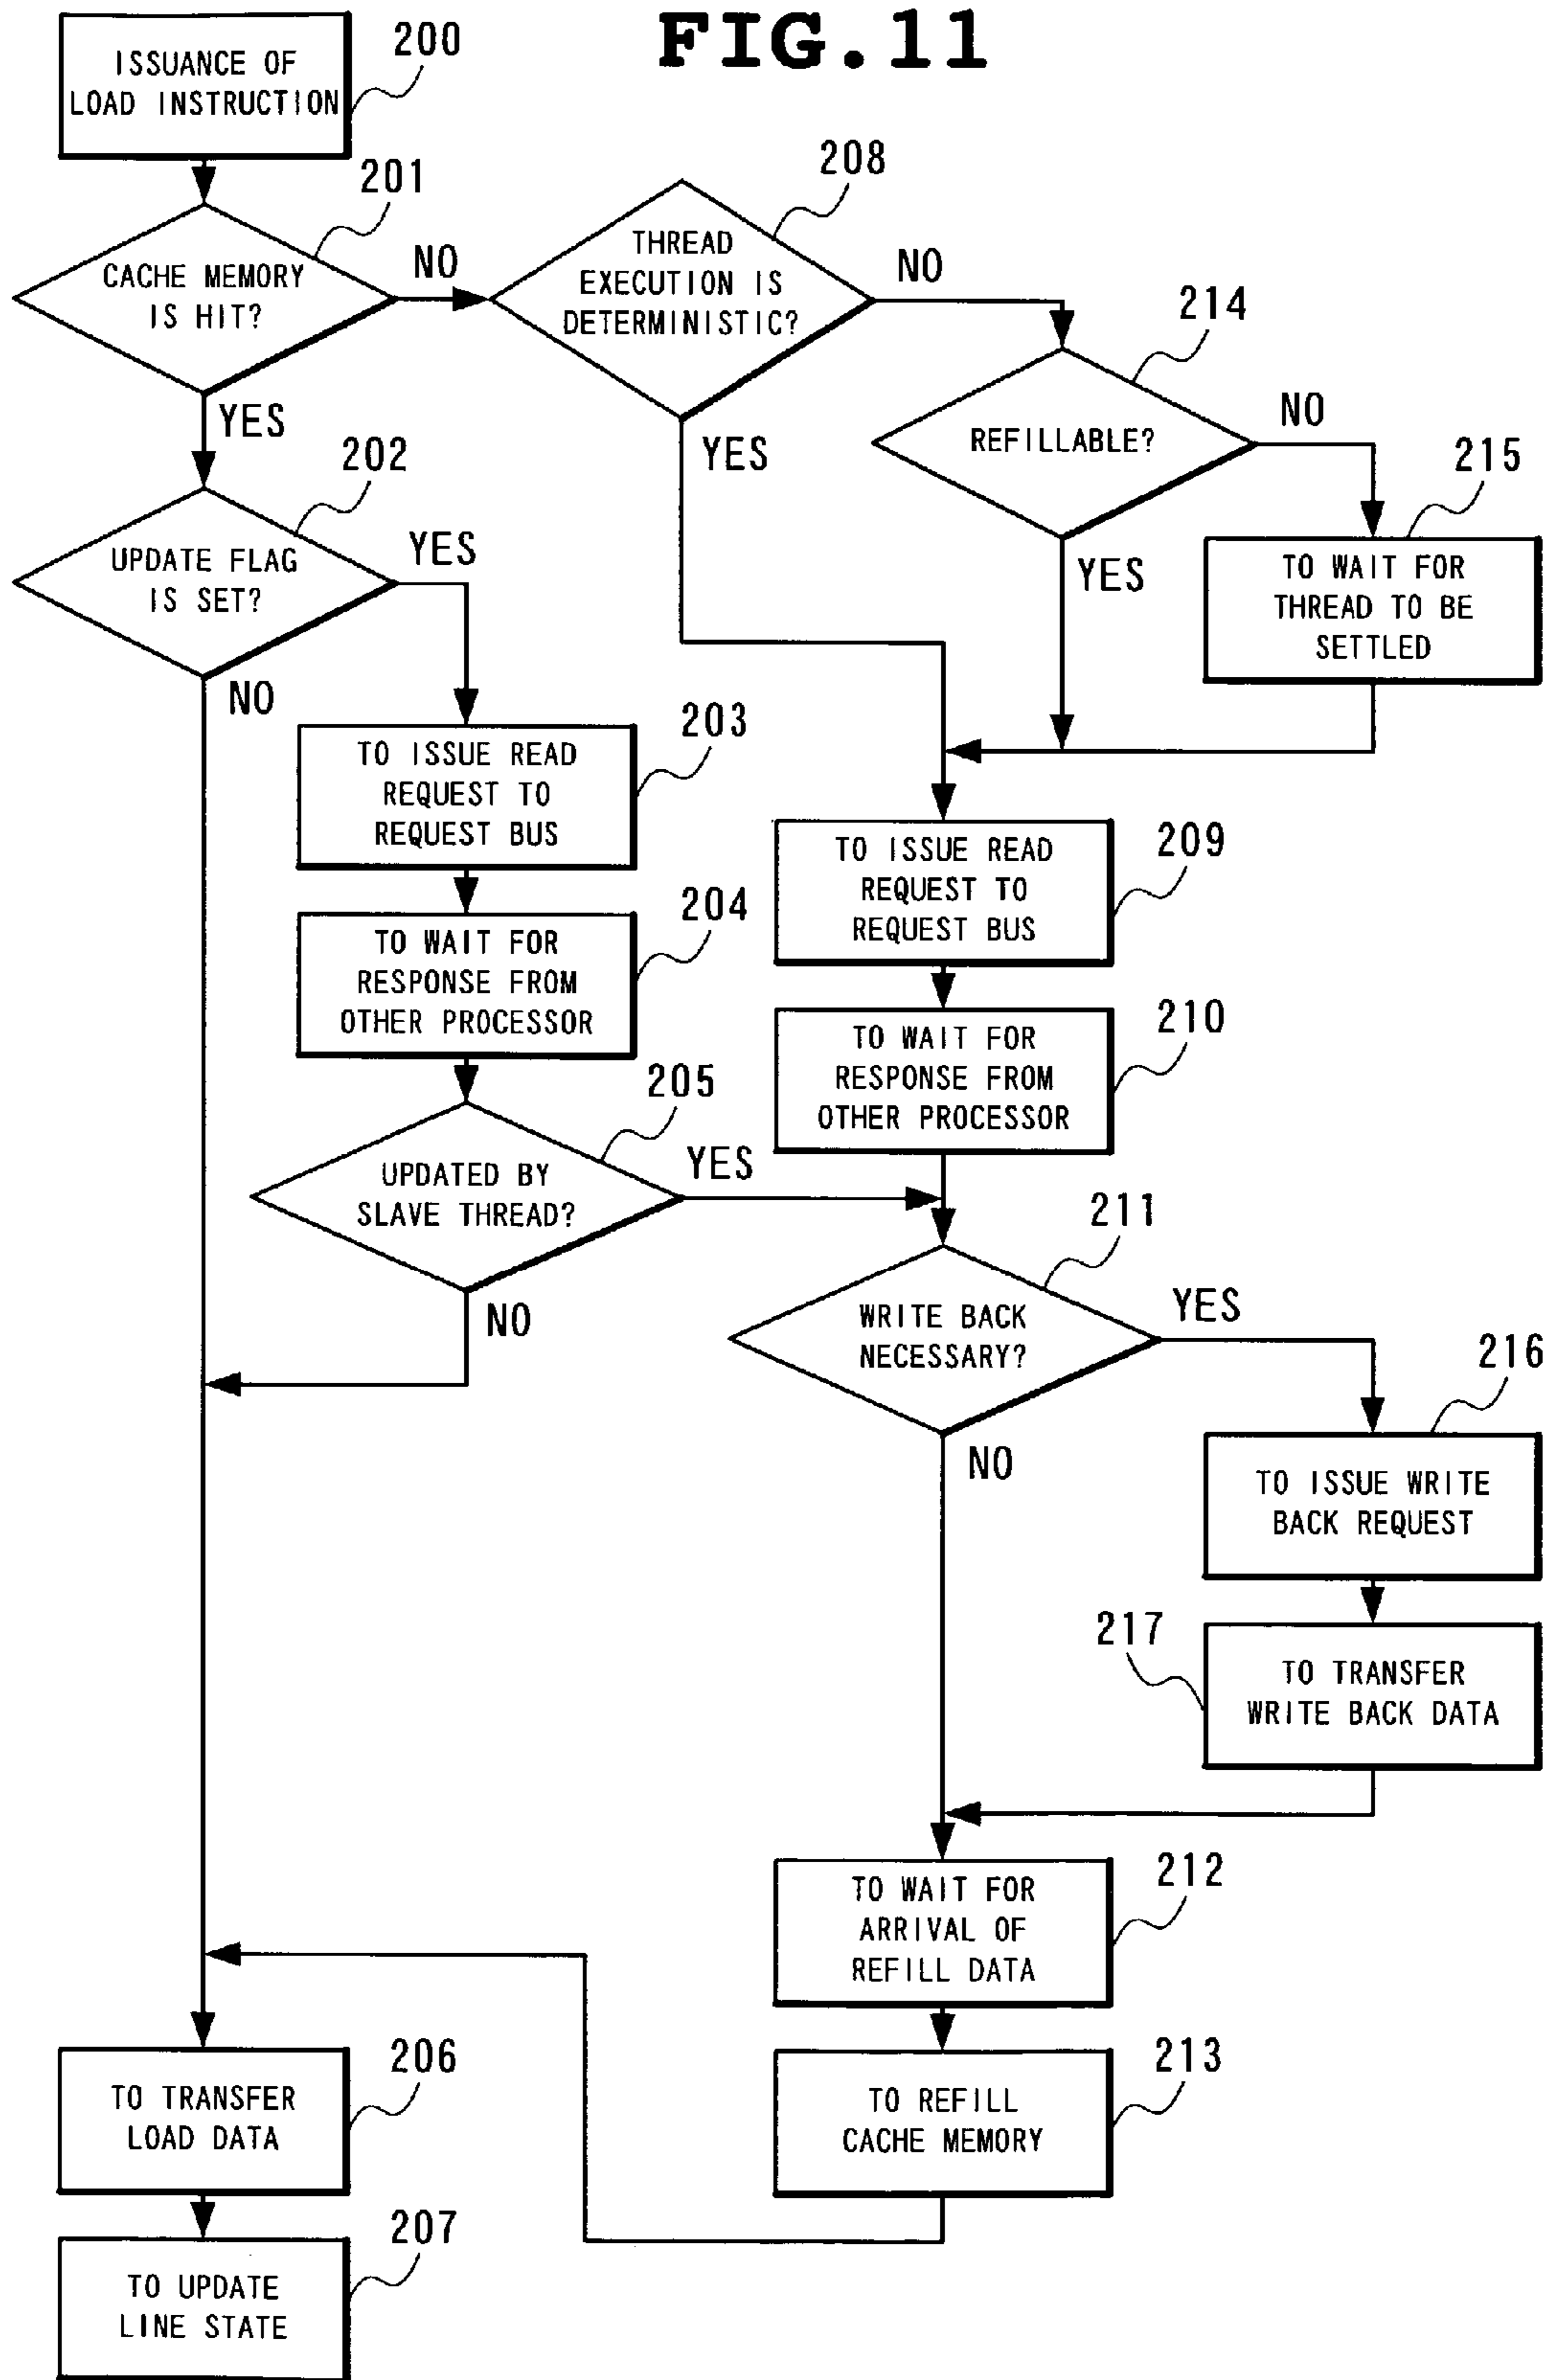 FIG.11
ISSUANCE OF
LOAD INSTRUCTION
200
CACHE MEMORY
IS HIT?
201
NO
YES
THREAD
EXECUTION IS
DETERMINISTIC?
208
NO
YES
REFILLABLE?
214
NO
YES
TO WAIT FOR
THREAD TO BE
SETTLED
215
UPDATE FLAG
IS SET?
202
YES
NO
TO ISSUE READ
REQUEST TO
REQUEST BUS
203
TO WAIT FOR
RESPONSE FROM
OTHER PROCESSOR
204
UPDATED BY
SLAVE THREAD?
205
YES
NO
TO ISSUE READ
REQUEST TO
REQUEST BUS
209
TO WAIT FOR
RESPONSE FROM
OTHER PROCESSOR
210
WRITE BACK
NECESSARY?
211
YES
NO
TO ISSUE WRITE
BACK REQUEST
216
TO TRANSFER
WRITE BACK DATA
217
TO WAIT FOR
ARRIVAL OF
REFILL DATA
212
TO REFILL
CACHE MEMORY
213
TO TRANSFER
LOAD DATA
206
TO UPDATE
LINE STATE
207